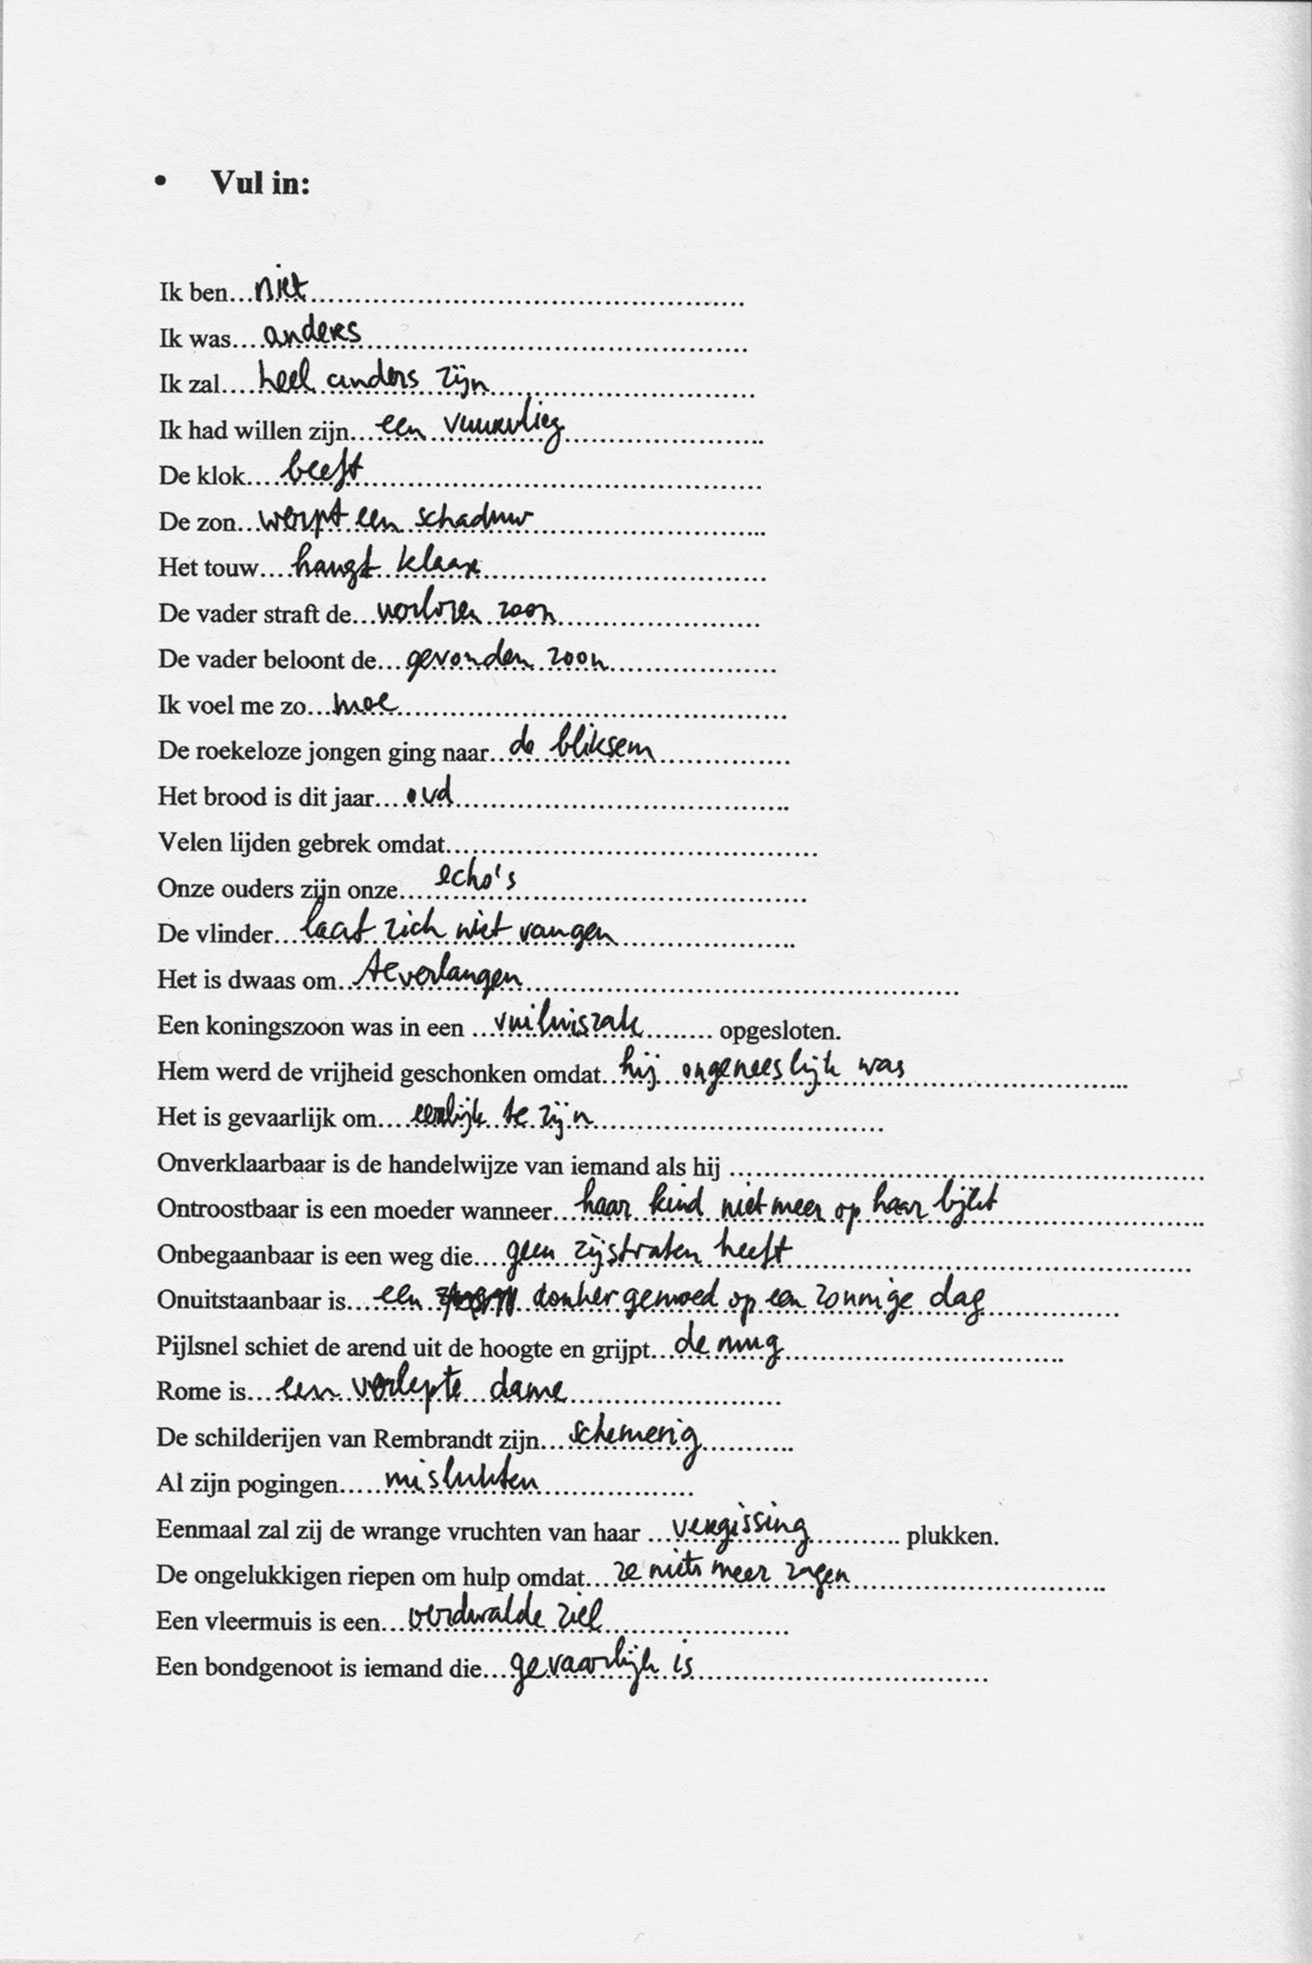 • Vul in:
Ik ben...niet
Ik was....anders
Ik zal....heel anders zijn
Ik had willen zijn...een vuurvlieg
De klok....beeft
De zon...werpt een schaduw
Het touw....hangt klaar
De vader straft de...verloren zoon
De vader beloont de...gevonden zoon
Ik voel me zo...moe
De roekeloze jongen ging naar...de bliksem
Het brood is dit jaar....oud
Velen lijden gebrek omdat...
Onze ouders zijn onze....echo's
De vlinder...laat zich niet vangen
Het is dwaas om...te verlangen
Een koningszoon was in een ...vuilniszak........ opgesloten.
Hem werd de vrijheid geschonken omdat...hij ongeneeslijk was
Het is gevaarlijk om....eerlijk te zijn
Onverklaarbaar is de handelwijze van iemand als hij ...
Ontroostbaar is een moeder wanneer...haar kind niet meer op haar lijkt
Onbegaanbaar is een weg die....geen zijstraten heeft
Onuitstaanbaar is....een donker gemoed op een zonnige dag
Pijlsnel schiet de arend uit de hoogte en grijpt...de mug
Rome is....een verlepte dame
De schilderijen van Rembrandt zijn...schemerig
Al zijn pogingen.....mislukten
Eenmaal zal zij de wrange vruchten van haar ...vergissing.......... plukken.
De ongelukkigen riepen om hulp omdat...ze niets meer zagen
Een vleermuis is een...verdwaalde ziel
Een bondgenoot is iemand die....gevaarlijk is